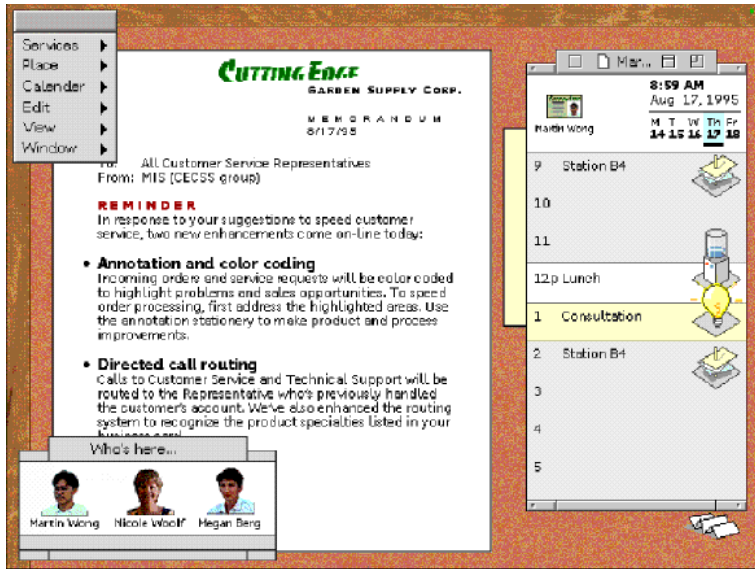 Services
Place
Calender
Edit
View
Window
CUTTING EDGE
GARDEN SUPPLY CORP.
MEMORANDUM
8/17/95
To: All Customer Service Representatives
From: MIS (CECSS group)
REMINDER
In response to your suggestions to speed customer
service, two new enhancements come on-line today:
• Annotation and color coding
Incoming orders and service requests will be color coded
to highlight problems and sales opportunities. To speed
order processing, first address the highlighted areas. Use
the annotation stationery to make product and process
improvements.
• Directed call routing
Calls to Customer Service and Technical Support will be
routed to the Representative who's previously handled
the customer's account. We've also enhanced the routing
system to recognize the product specialties listed in your
business card.
Who's here...
Martin Wong Nicole Woolf Megan Berg
Mar...
8:59 AM
Aug 17, 1995
Martin Wong
M T W Th Fr
14 15 16 17 18
9 Station B4
10
11
12p Lunch
1 Consultation
2 Station B4
3
4
5